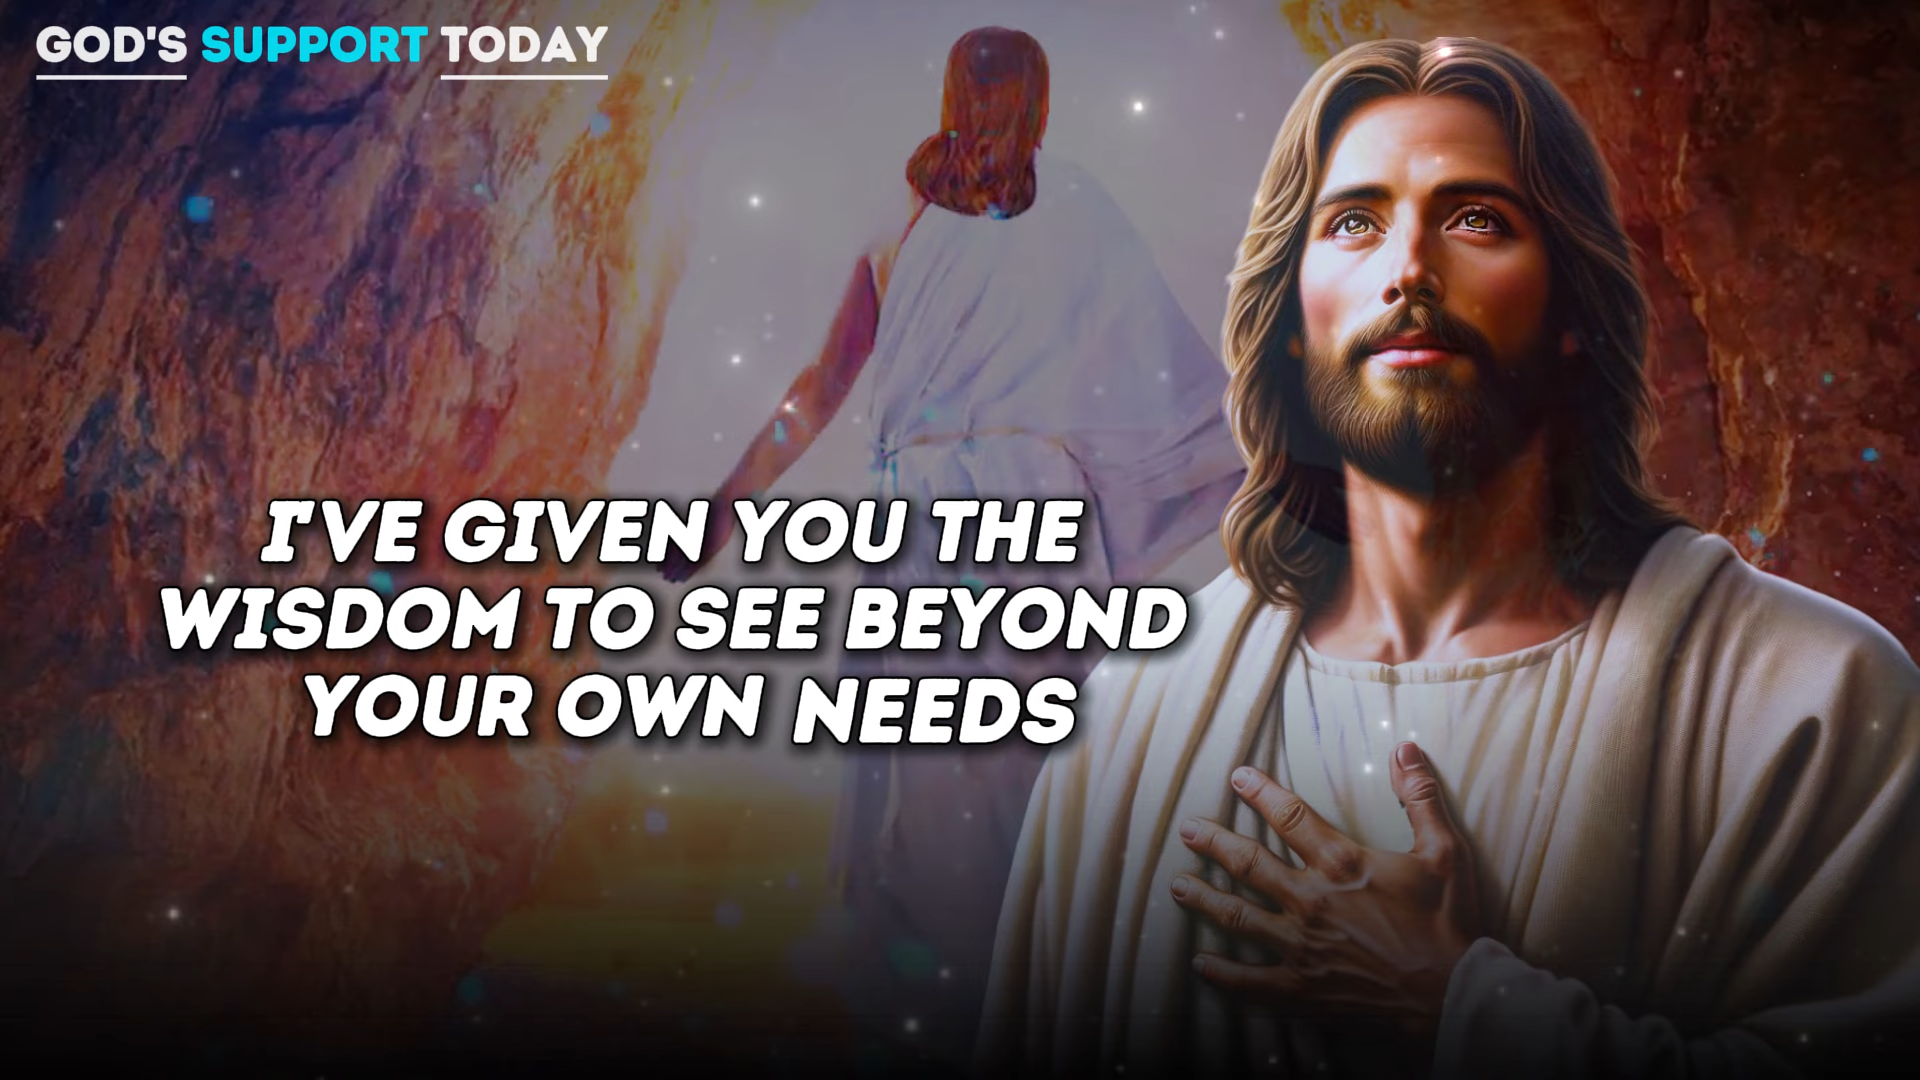 GOD'S SUPPORT TODAY
I'VE GIVEN YOU THE
WISDOM TO SEE BEYOND
YOUR OWN NEEDS